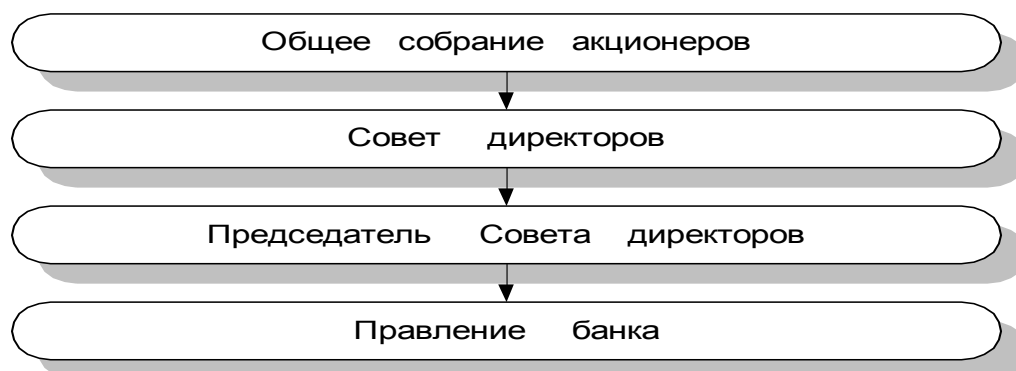 Общее собрание акционеров
Совет директоров
Председатель Совета директоров
Правление банка